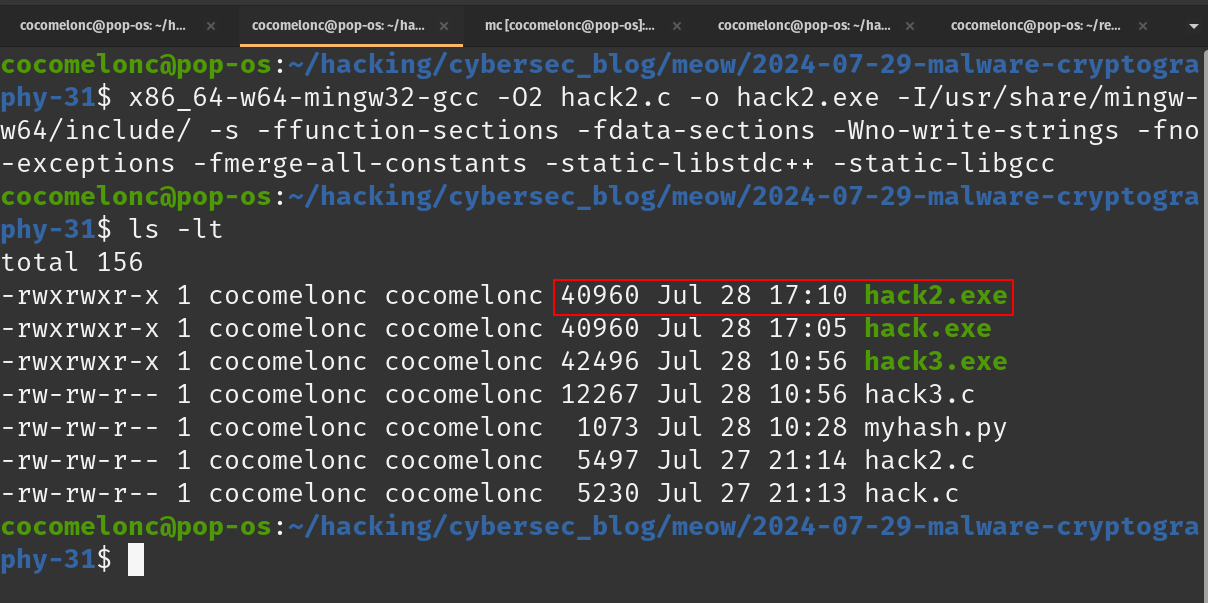 cocomelonc@pop-os: ~/h... × cocomelonc@pop-os: ~/ha... × mc [cocomelonc@pop-os]:... × cocomelonc@pop-os: ~/ha... × cocomelonc@pop-os: ~/re... ×
cocomelonc@pop-os:~/hacking/cybersec_blog/meow/2024-07-29-malware-cryptogra
phy-31$ x86_64-w64-mingw32-gcc -O2 hack2.c -o hack2.exe -I/usr/share/mingw-
w64/include/ -s -ffunction-sections -fdata-sections -Wno-write-strings -fno
-exceptions -fmerge-all-constants -static-libstdc++ -static-libgcc
cocomelonc@pop-os:~/hacking/cybersec_blog/meow/2024-07-29-malware-cryptogra
phy-31$ ls -lt
total 156
-rwxrwxr-x 1 cocomelonc cocomelonc 40960 Jul 28 17:10 hack2.exe
-rwxrwxr-x 1 cocomelonc cocomelonc 40960 Jul 28 17:05 hack.exe
-rwxrwxr-x 1 cocomelonc cocomelonc 42496 Jul 28 10:56 hack3.exe
-rw-rw-r-- 1 cocomelonc cocomelonc 12267 Jul 28 10:56 hack3.c
-rw-rw-r-- 1 cocomelonc cocomelonc  1073 Jul 28 10:28 myhash.py
-rw-rw-r-- 1 cocomelonc cocomelonc  5497 Jul 27 21:14 hack2.c
-rw-rw-r-- 1 cocomelonc cocomelonc  5230 Jul 27 21:13 hack.c
cocomelonc@pop-os:~/hacking/cybersec_blog/meow/2024-07-29-malware-cryptogra
phy-31$